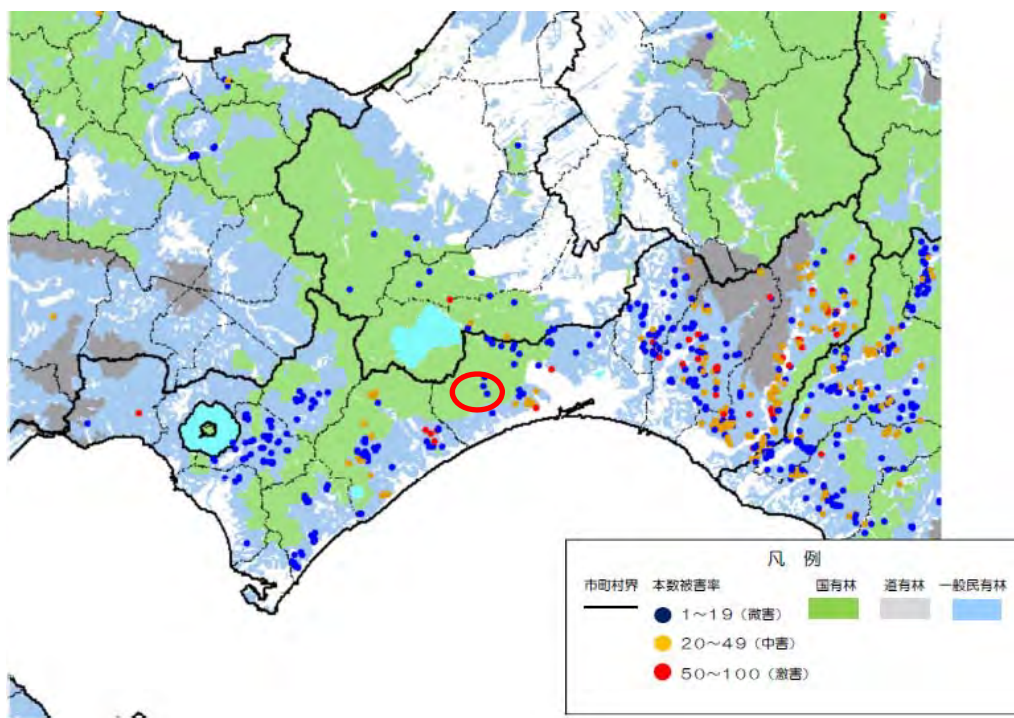 凡 例
市町村界 本数被害率 国有林 道有林 一般民有林
1～19（微害）
20～49（中害）
50～100（激害）